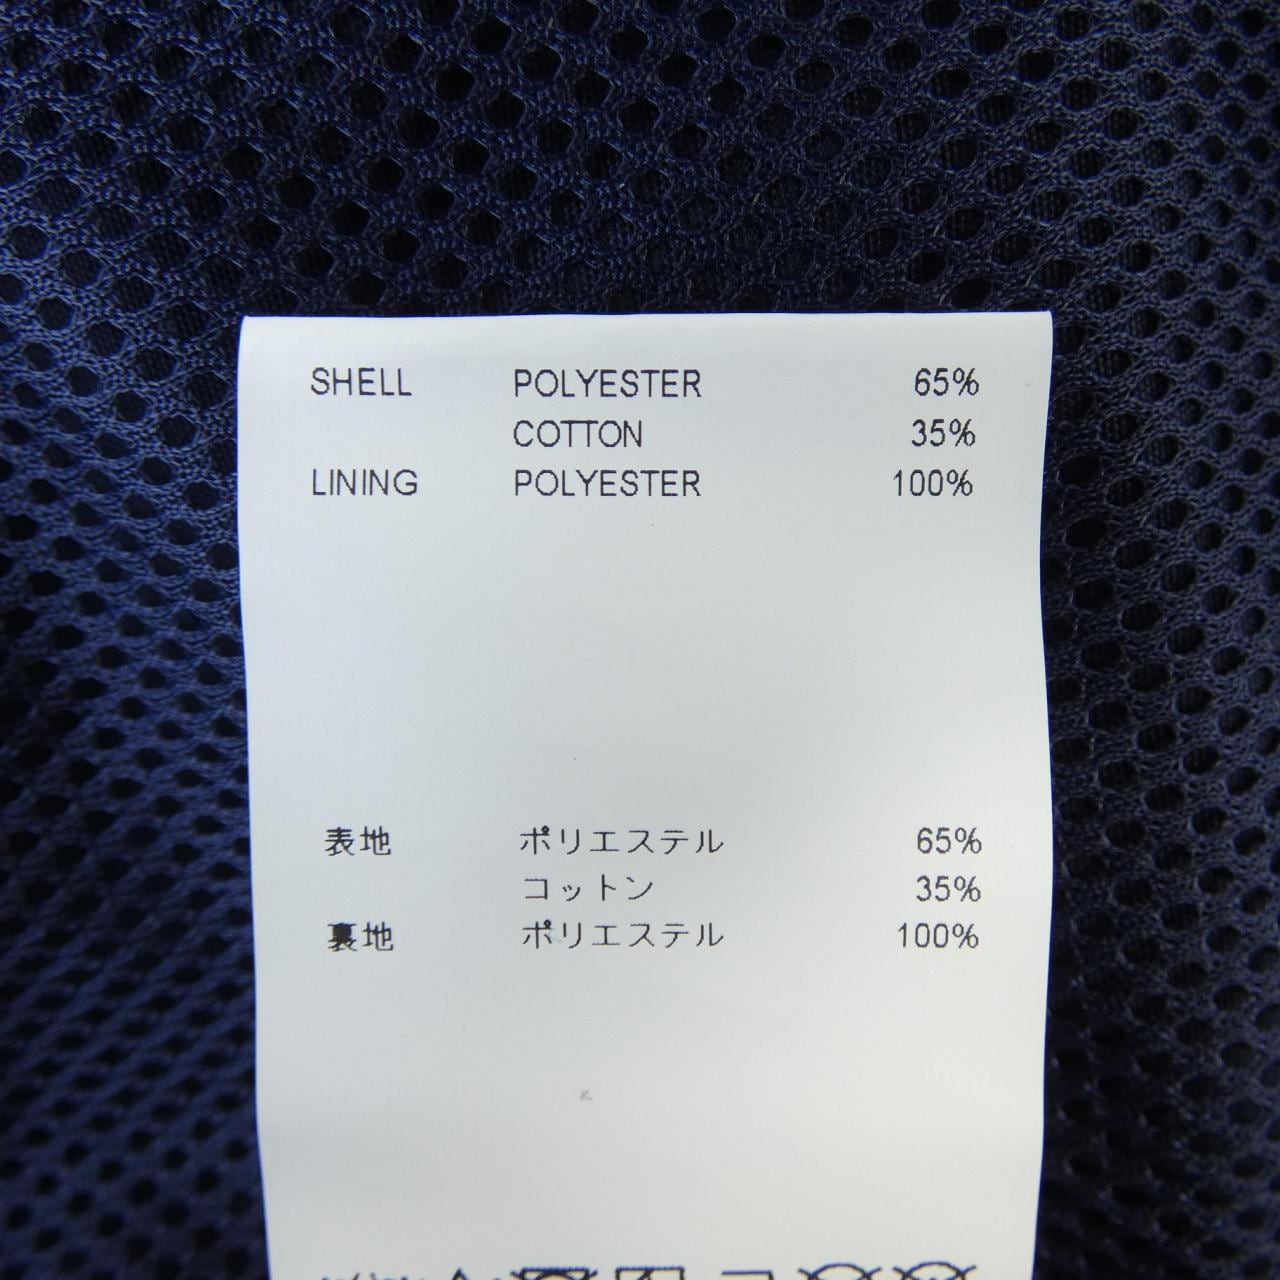 SHELL POLYESTER 65%
COTTON 35%
LINING POLYESTER 100%
表地 ポリエステル 65%
コットン 35%
裏地 ポリエステル 100%